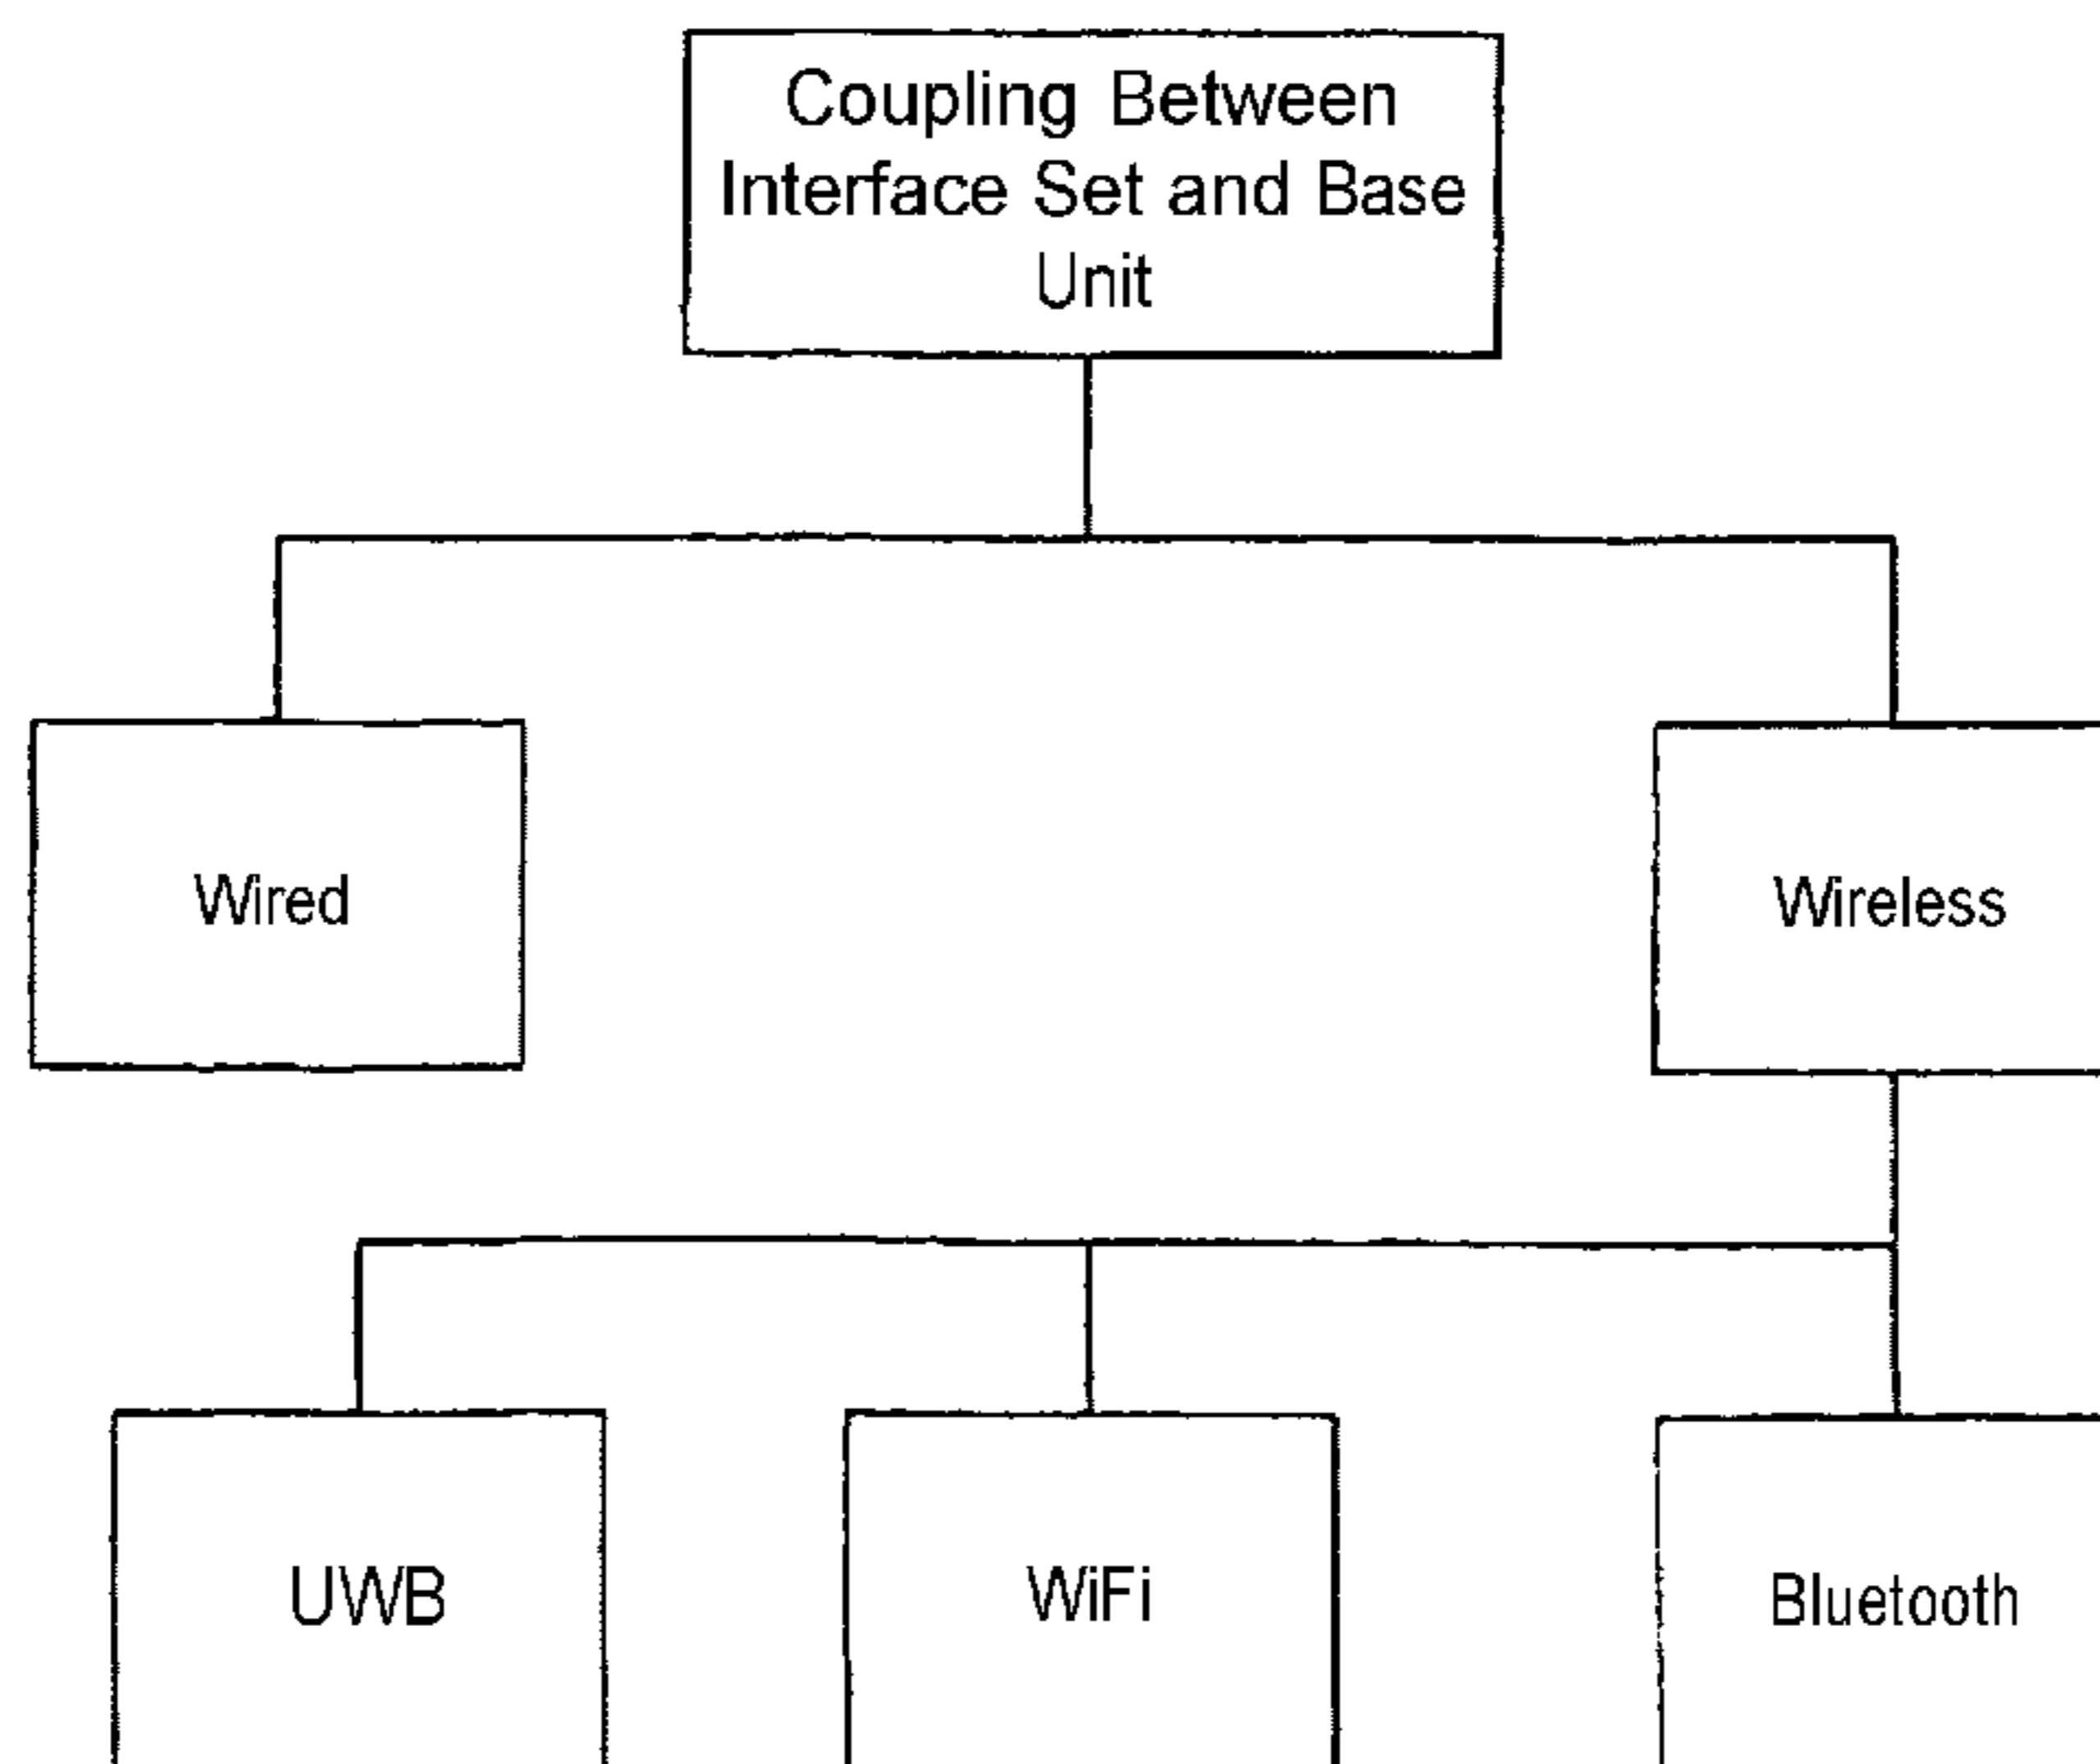 Coupling Between
Interface Set and Base
Unit
Wired
Wireless
UWB
WiFi
Bluetooth